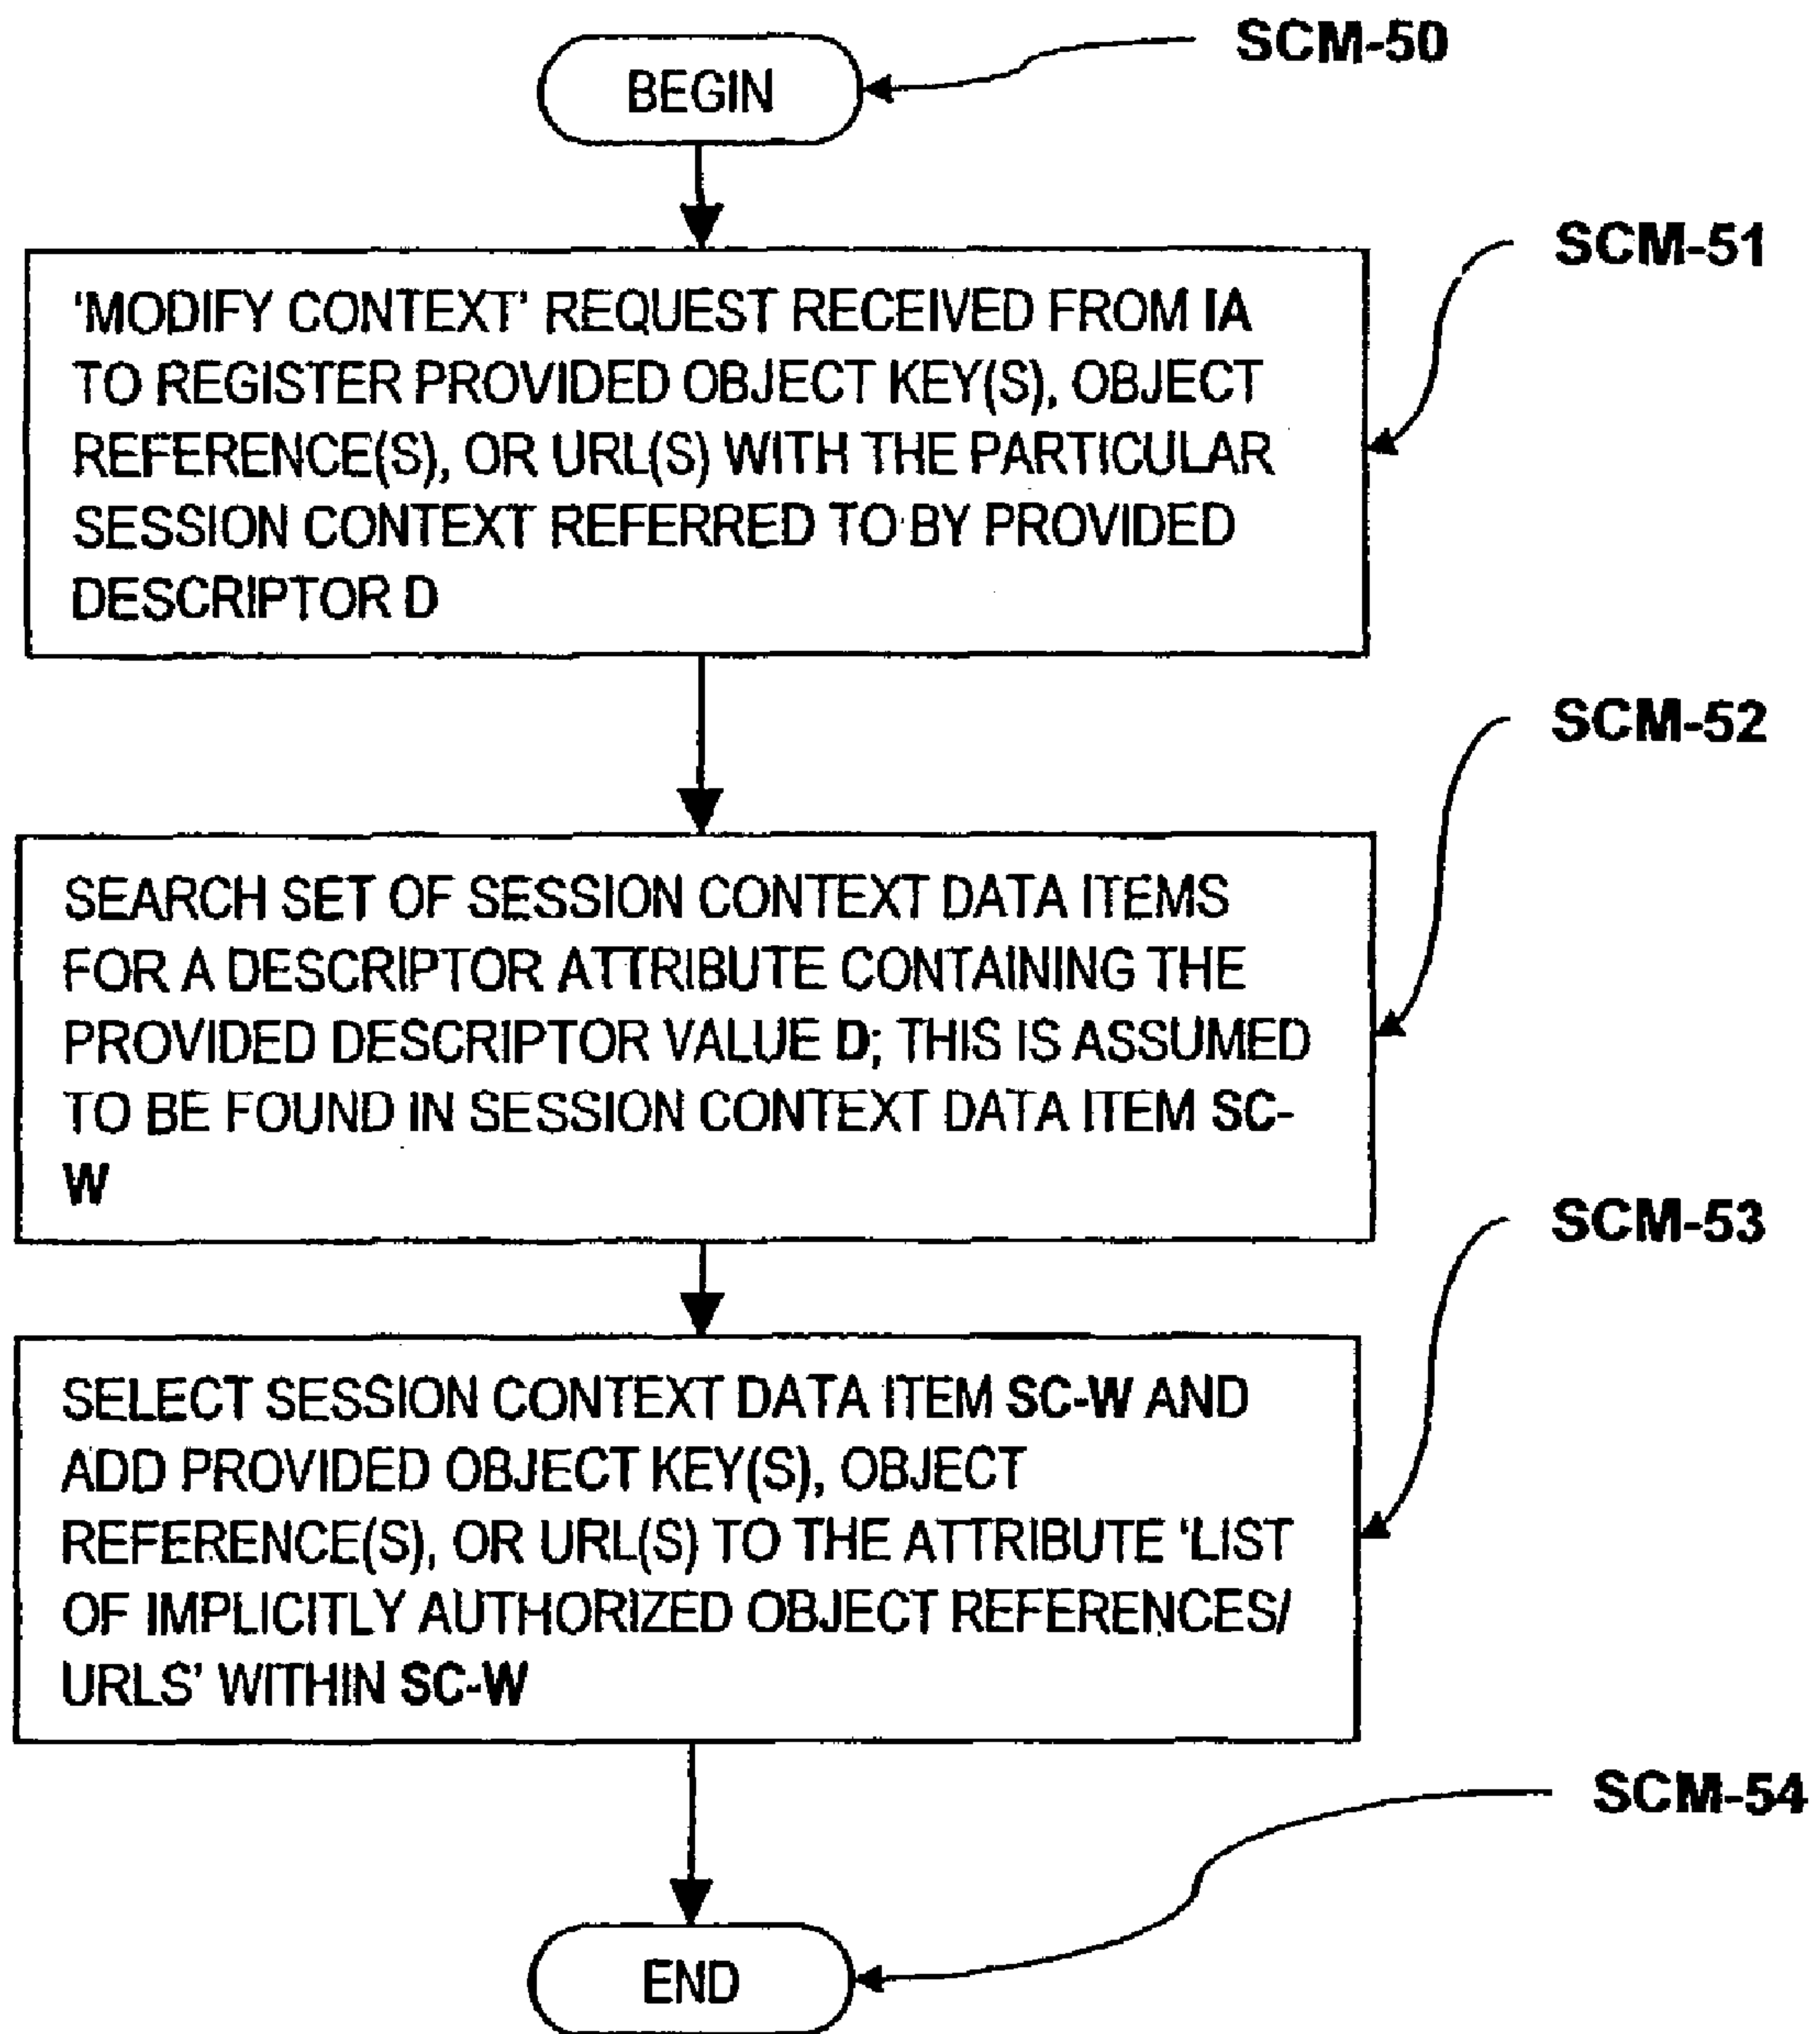 SCM-50
BEGIN
SCM-51
'MODIFY CONTEXT' REQUEST RECEIVED FROM IA
TO REGISTER PROVIDED OBJECT KEY(S), OBJECT
REFERENCE(S), OR URL(S) WITH THE PARTICULAR
SESSION CONTEXT REFERRED TO BY PROVIDED
DESCRIPTOR D
SCM-52
SEARCH SET OF SESSION CONTEXT DATA ITEMS
FOR A DESCRIPTOR ATTRIBUTE CONTAINING THE
PROVIDED DESCRIPTOR VALUE D; THIS IS ASSUMED
TO BE FOUND IN SESSION CONTEXT DATA ITEM SC-
W
SCM-53
SELECT SESSION CONTEXT DATA ITEM SC-W AND
ADD PROVIDED OBJECT KEY(S), OBJECT
REFERENCE(S), OR URL(S) TO THE ATTRIBUTE 'LIST
OF IMPLICITLY AUTHORIZED OBJECT REFERENCES/
URLS' WITHIN SC-W
SCM-54
END